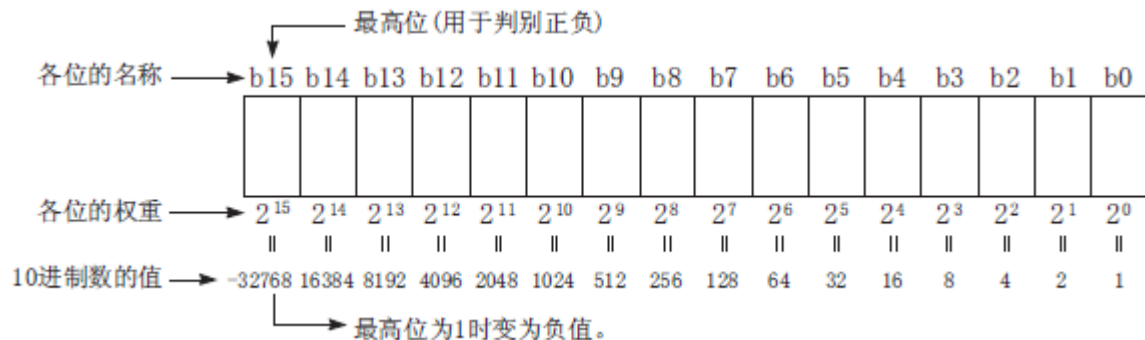 最高位(用于判别正负)
各位的名称 b15 b14 b13 b12 b11 b10 b9 b8 b7 b6 b5 b4 b3 b2 b1 b0
各位的权重 2¹⁵ 2¹⁴ 2¹³ 2¹² 2¹¹ 2¹⁰ 2⁹ 2⁸ 2⁷ 2⁶ 2⁵ 2⁴ 2³ 2² 2¹ 2⁰
= = = = = = = = = = = = = = = =
10进制数的值 -32768 16384 8192 4096 2048 1024 512 256 128 64 32 16 8 4 2 1
最高位为1时变为负值。